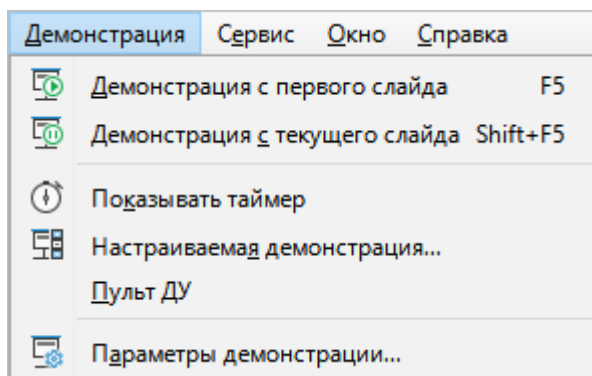 Демонстрация Сервис Окно Справка
Демонстрация с первого слайда F5
Демонстрация с текущего слайда Shift+F5
Показывать таймер
Настраиваемая демонстрация...
Пульт ДУ
Параметры демонстрации...